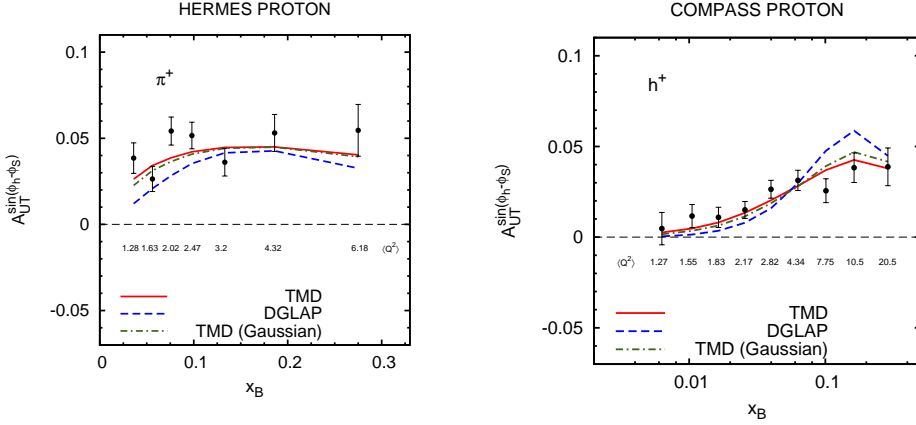 HERMES PROTON
0.1
0.05
0
-0.05
A_UT^sin(ϕ_h-ϕ_S)
π+
1.28 1.63 2.02 2.47 3.2 4.32 6.18 ⟨Q²⟩
TMD
DGLAP
TMD (Gaussian)
0 0.1 0.2 0.3
x_B
COMPASS PROTON
0.1
0.05
0
-0.05
A_UT^sin(ϕ_h-ϕ_S)
h+
⟨Q²⟩ 1.27 1.55 1.83 2.17 2.82 4.34 7.75 10.5 20.5
TMD
DGLAP
TMD (Gaussian)
0.01 0.1
x_B